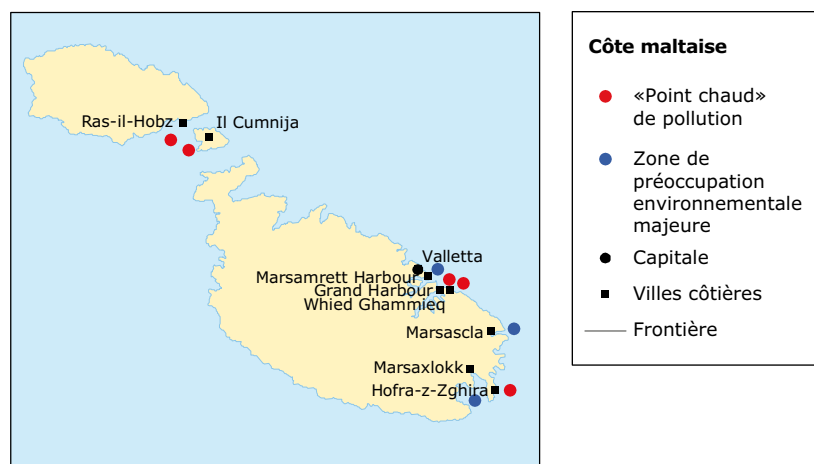 Ras-il-Hobz
Il Cumnija
Valletta
Marsamrett Harbour
Grand Harbour
Whied Ghammieq
Marsascla
Marsaxlokk
Hofra-z-Zghira
Côte maltaise
«Point chaud»
de pollution
Zone de
préoccupation
environnementale
majeure
Capitale
Villes côtières
Frontière